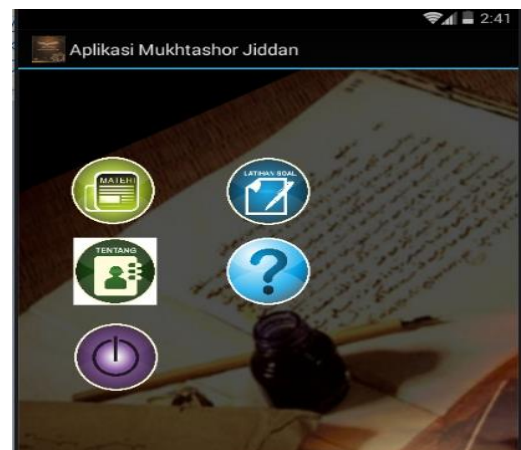 2:41
Aplikasi Mukhtashor Jiddan
MATERI
LATIHAN SOAL
TENTANG
?